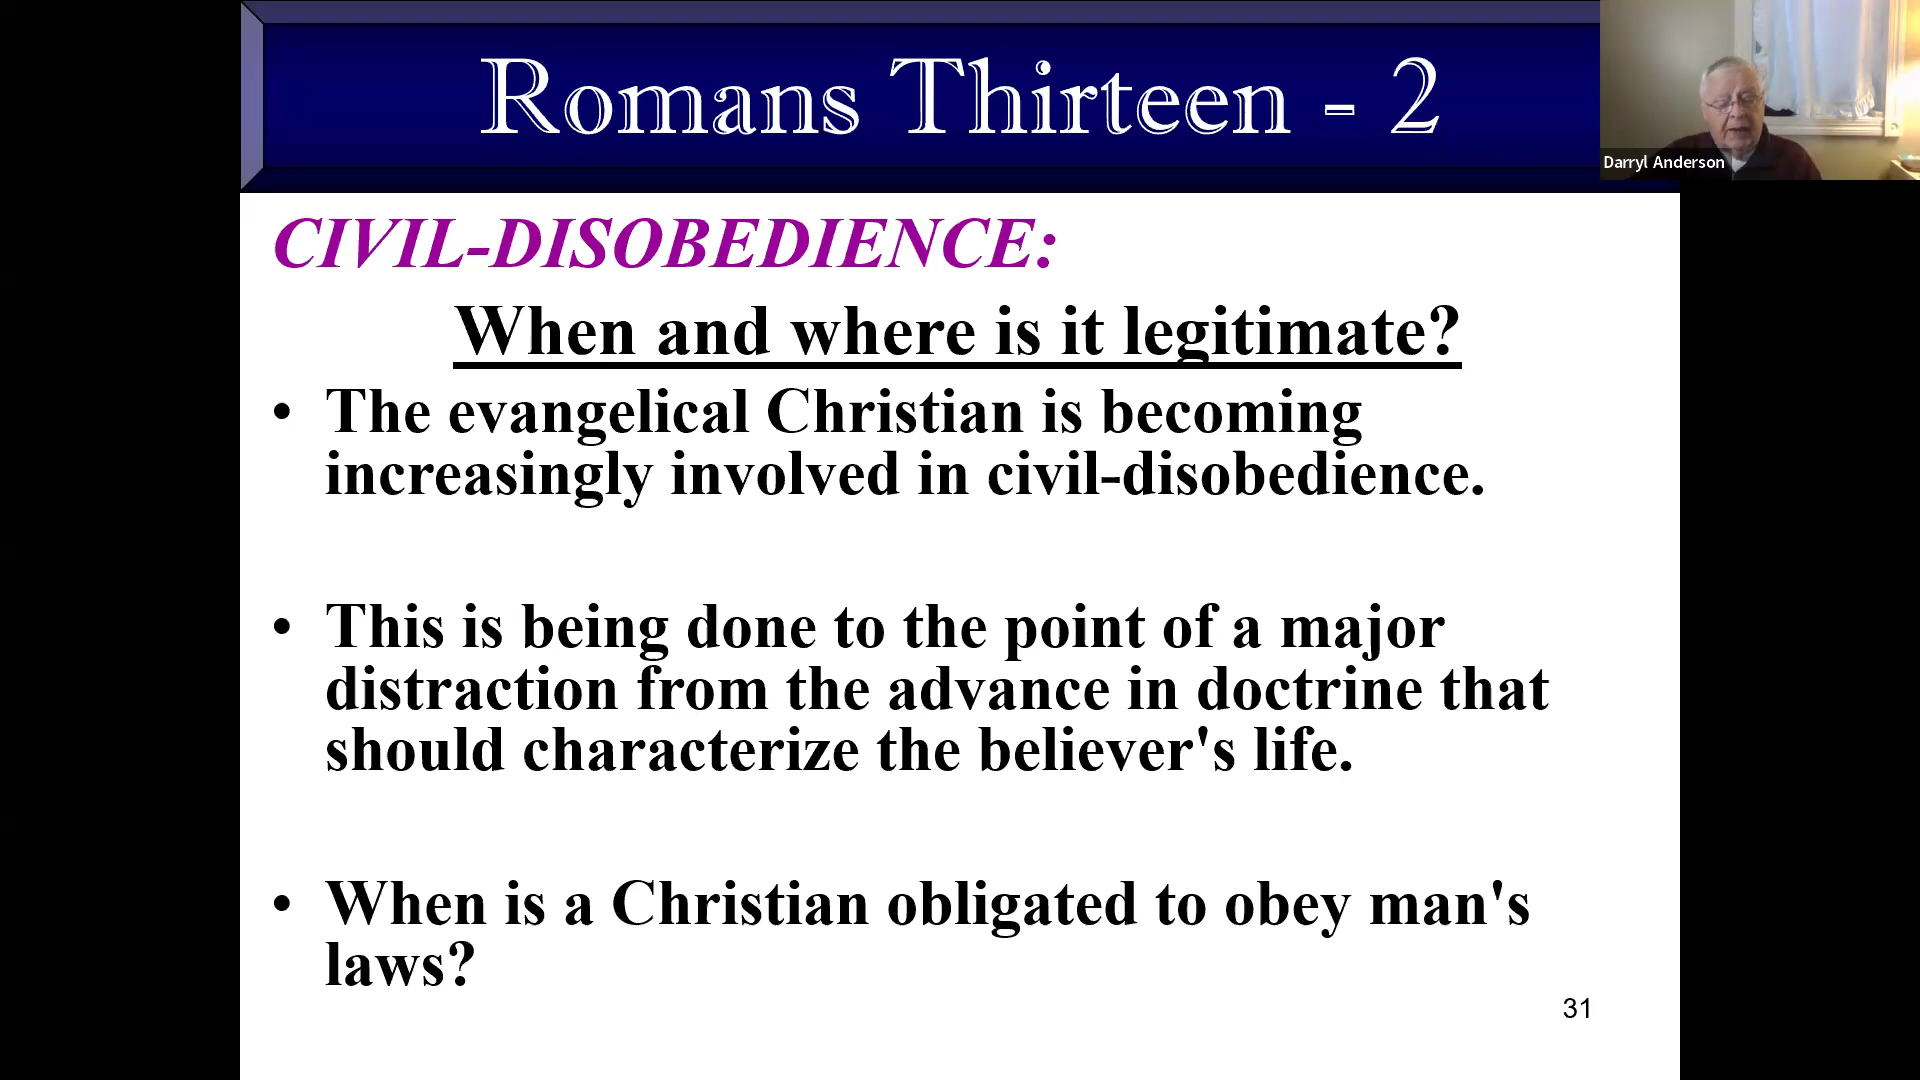 Romans Thirteen - 2
Darryl Anderson
CIVIL-DISOBEDIENCE:
When and where is it legitimate?
• The evangelical Christian is becoming
increasingly involved in civil-disobedience.
• This is being done to the point of a major
distraction from the advance in doctrine that
should characterize the believer's life.
• When is a Christian obligated to obey man's
laws?
31